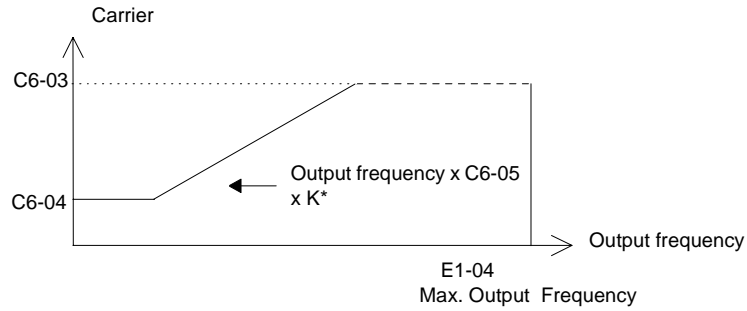 Carrier
C6-03
Output frequency x C6-05
x K*
C6-04
Output frequency
E1-04
Max. Output Frequency